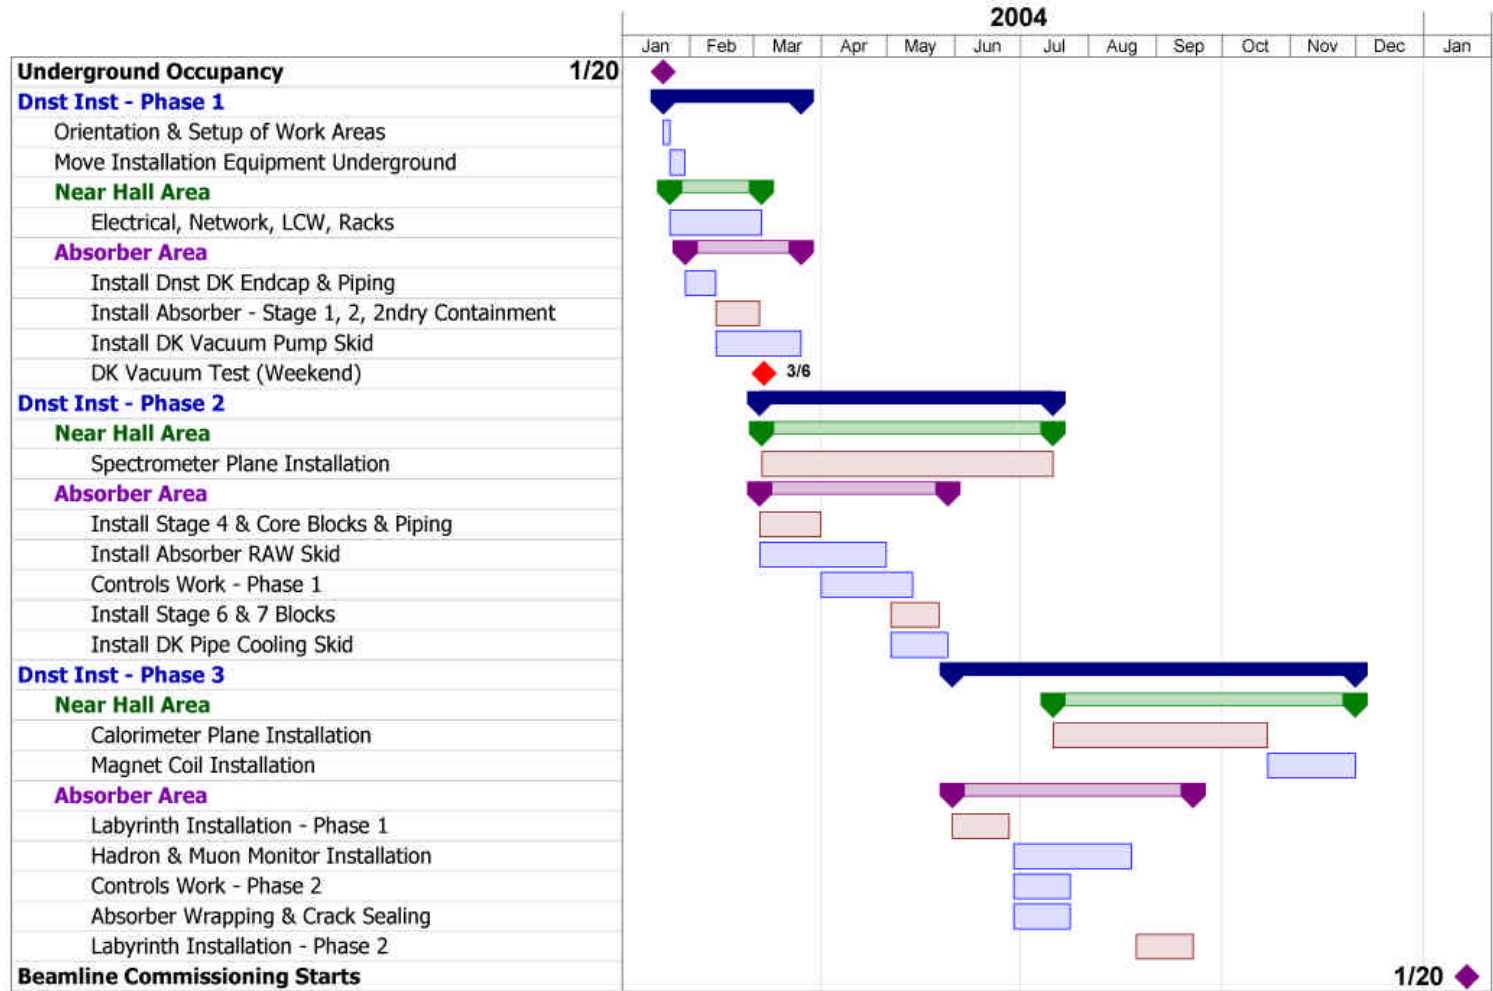 2004
Jan Feb Mar Apr May Jun Jul Aug Sep Oct Nov Dec Jan
Underground Occupancy 1/20
Dnst Inst - Phase 1
Orientation & Setup of Work Areas
Move Installation Equipment Underground
Near Hall Area
Electrical, Network, LCW, Racks
Absorber Area
Install Dnst DK Endcap & Piping
Install Absorber - Stage 1, 2, 2ndry Containment
Install DK Vacuum Pump Skid
DK Vacuum Test (Weekend) 3/6
Dnst Inst - Phase 2
Near Hall Area
Spectrometer Plane Installation
Absorber Area
Install Stage 4 & Core Blocks & Piping
Install Absorber RAW Skid
Controls Work - Phase 1
Install Stage 6 & 7 Blocks
Install DK Pipe Cooling Skid
Dnst Inst - Phase 3
Near Hall Area
Calorimeter Plane Installation
Magnet Coil Installation
Absorber Area
Labyrinth Installation - Phase 1
Hadron & Muon Monitor Installation
Controls Work - Phase 2
Absorber Wrapping & Crack Sealing
Labyrinth Installation - Phase 2
Beamline Commissioning Starts 1/20